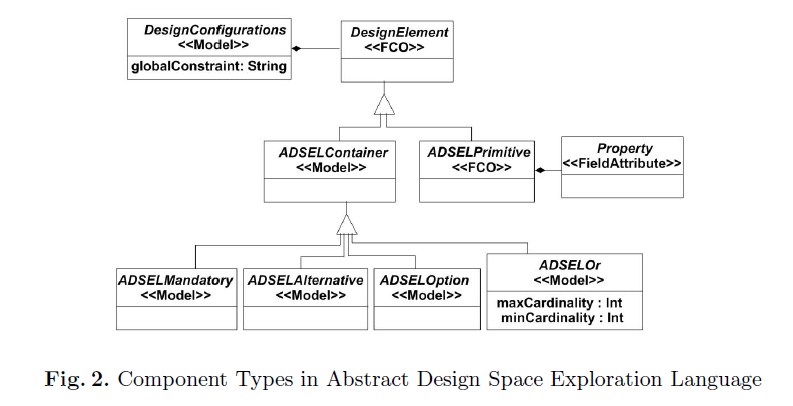 DesignConfigurations
<<Model>>
globalConstraint: String
DesignElement
<<FCO>>
ADSELContainer
<<Model>>
ADSELPrimitive
<<FCO>>
Property
<<FieldAttribute>>
ADSELMandatory
<<Model>>
ADSELAlternative
<<Model>>
ADSELOption
<<Model>>
ADSELOr
<<Model>>
maxCardinality : Int
minCardinality : Int
Fig. 2. Component Types in Abstract Design Space Exploration Language